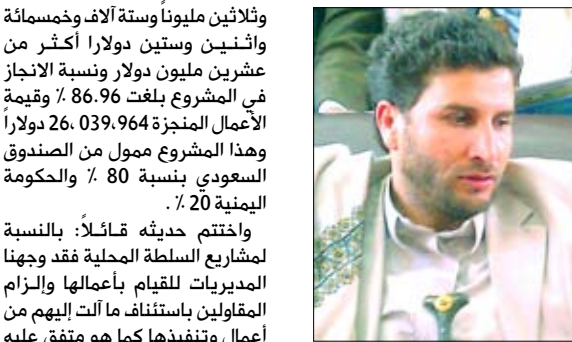 وثلاثين مليوناً وستة آلاف وخمسمائة
واثـنـيـن وستين دولارا أكـثـر من
عشرين مليون دولار ونسبة الانجاز
في المشروع بلغت 86.96 ٪ وقيمة
الأعمال المنجزة 26،039،964 دولاراً
وهذا المشروع ممول من الصندوق
السعودي بنسبة 80 ٪ والحكومة
اليمنية 20 ٪ .
واختتم حديثه قـائـلاً: بالنسبة
لمشاريع السلطة المحلية فقد وجهنا
المديريات للقيام بأعمالها وإلـزام
المقاولين باستئناف ما آلت إليهم من
أعمال وتنفيذها كما هو متفق عليه